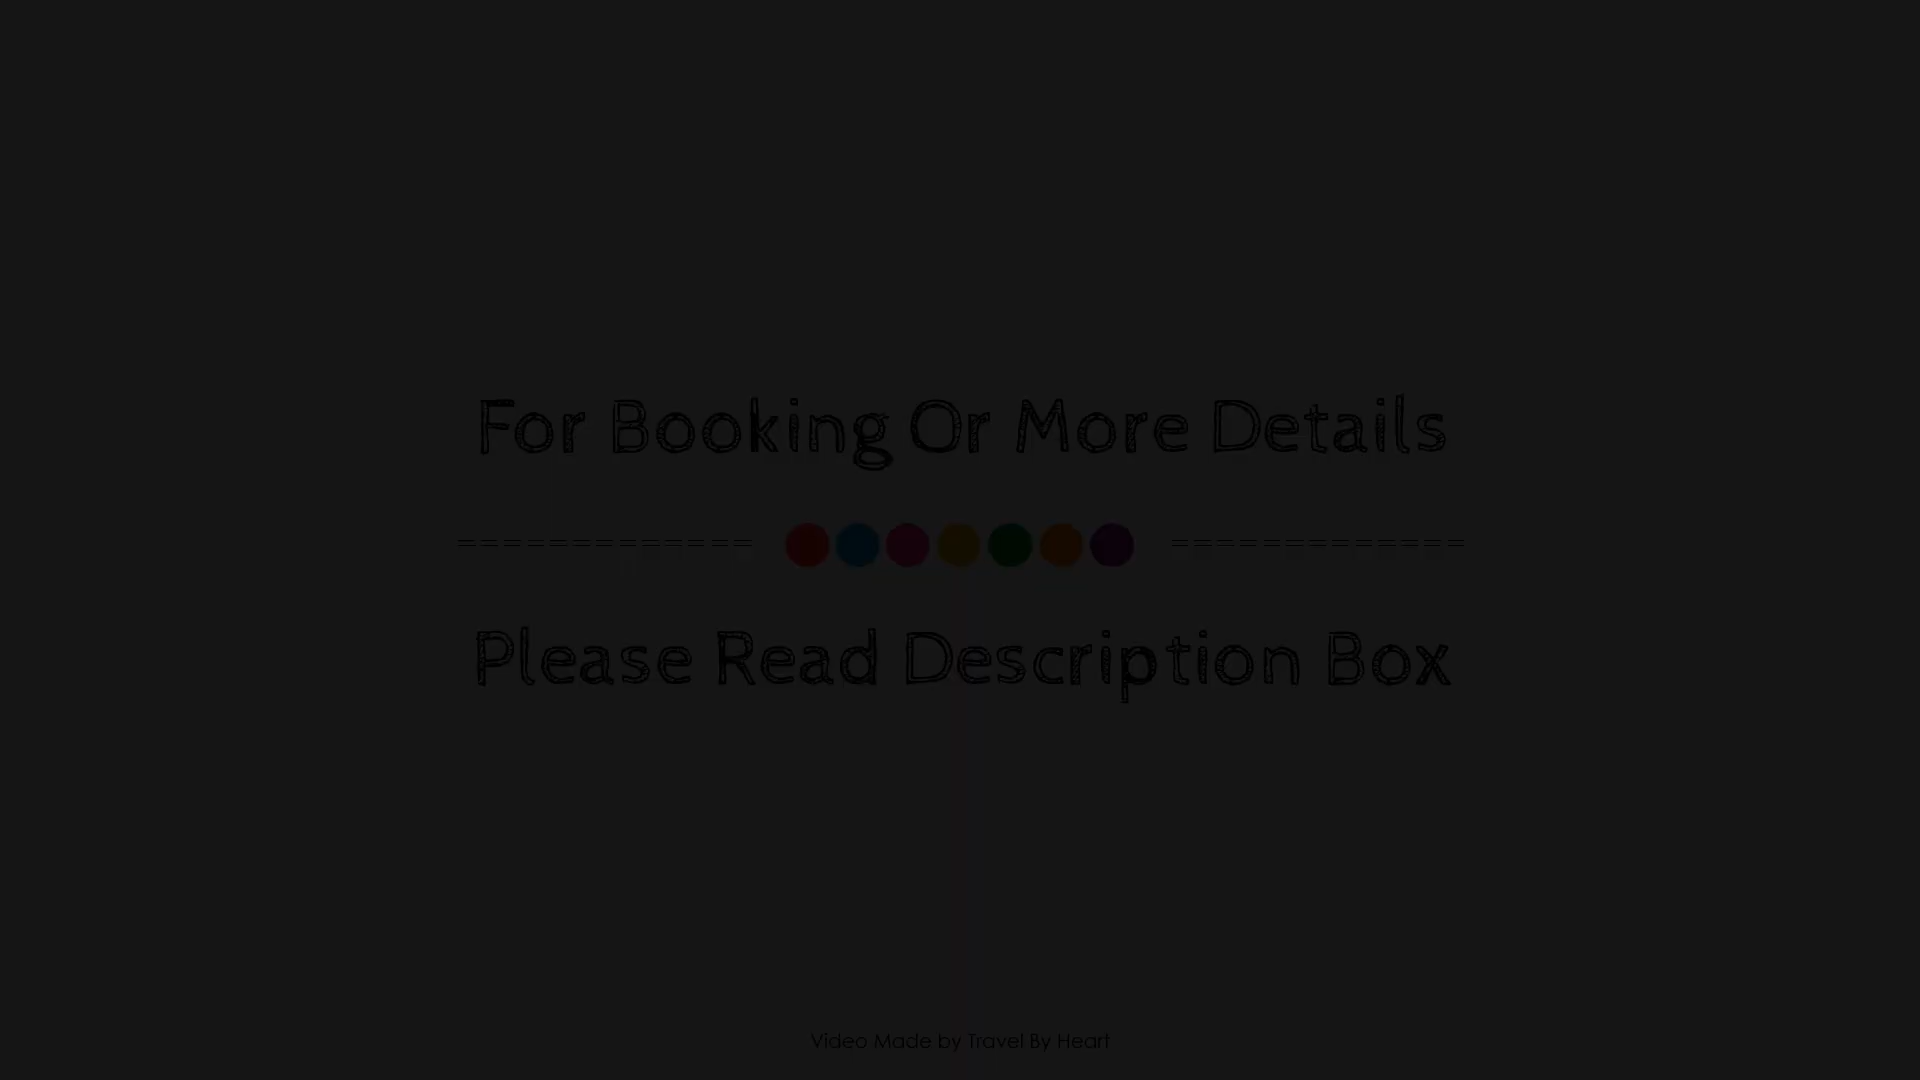 For Booking Or More Details
============= =============
Please Read Description Box
Video Made by Travel By Heart